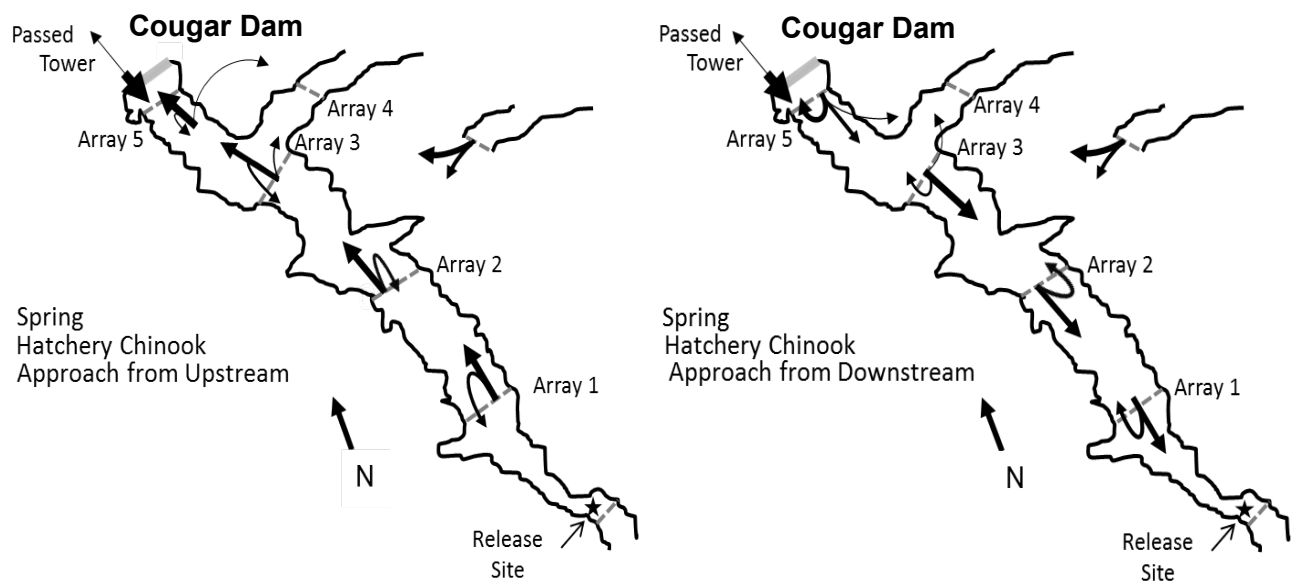 Cougar Dam
Passed
Tower
Array 4
Array 5
Array 3
Array 2
Spring
Hatchery Chinook
Approach from Upstream
Array 1
N
Release
Site
Cougar Dam
Passed
Tower
Array 4
Array 5
Array 3
Array 2
Spring
Hatchery Chinook
Approach from Downstream
Array 1
N
Release
Site